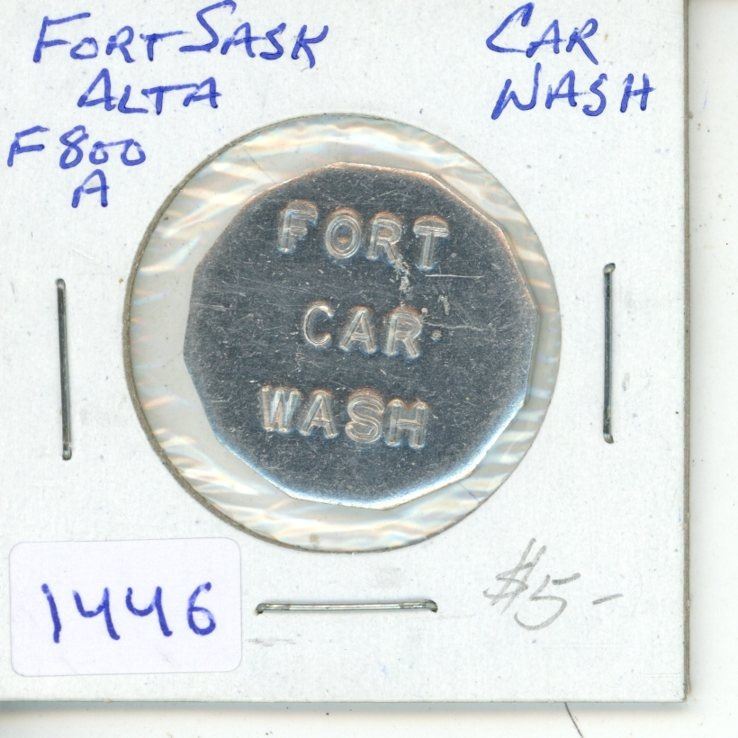 FORT SASK
ALTA
F800
A
CAR
WASH
FORT
CAR
WASH
1446
$5-